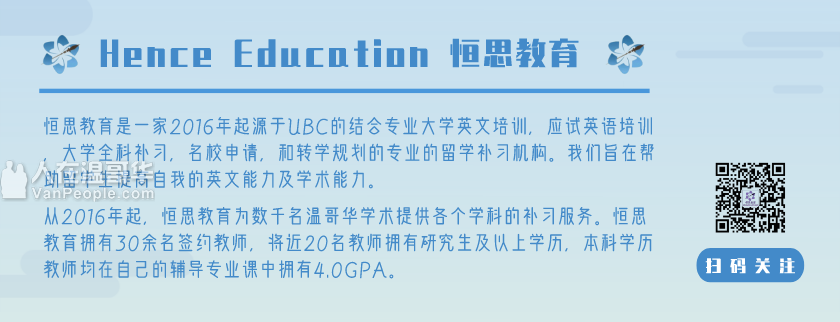 Hence Education 恒思教育
恒思教育是一家2016年起源于UBC的结合专业大学英文培训，应试英语培训
，大学全科补习，名校申请，和转学规划的专业的留学补习机构。我们旨在帮
助留学生提高自我的英文能力及学术能力。
人在温哥华
VanPeople.com
从2016年起，恒思教育为数千名温哥华学术提供各个学科的补习服务。恒思
教育拥有30余名签约教师，将近20名教师拥有研究生及以上学历，本科学历
教师均在自己的辅导专业课中拥有4.0GPA。
扫码关注